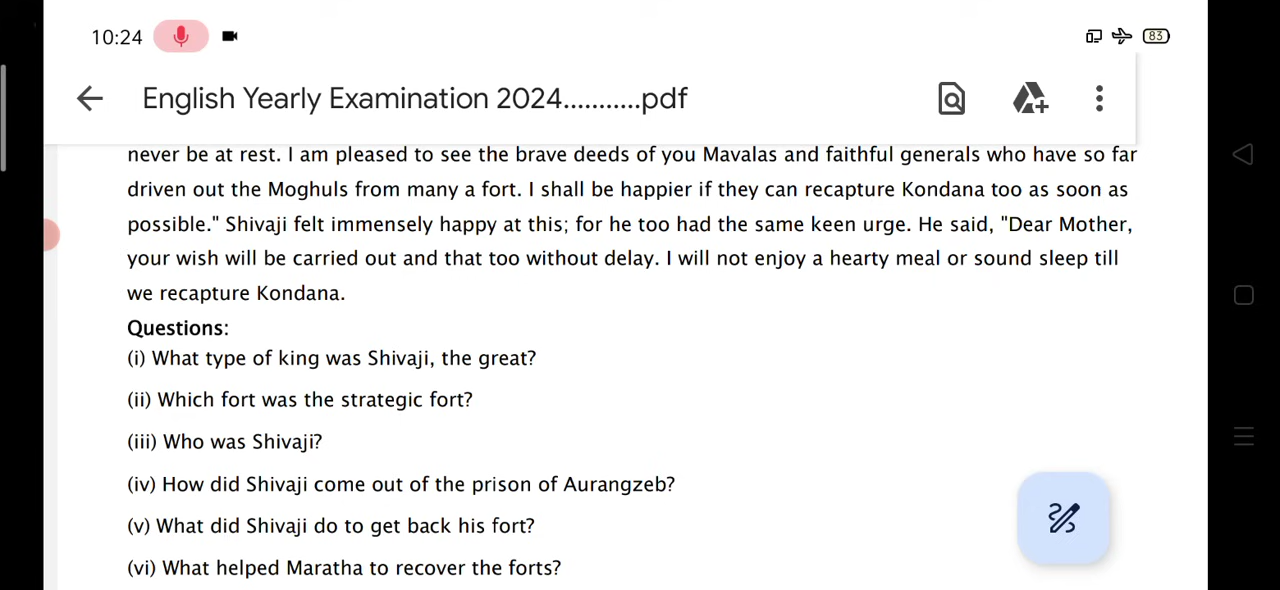 10:24
83
English Yearly Examination 2024...........pdf
never be at rest. I am pleased to see the brave deeds of you Mavalas and faithful generals who have so far
driven out the Moghuls from many a fort. I shall be happier if they can recapture Kondana too as soon as
possible." Shivaji felt immensely happy at this; for he too had the same keen urge. He said, "Dear Mother,
your wish will be carried out and that too without delay. I will not enjoy a hearty meal or sound sleep till
we recapture Kondana.
Questions:
(i) What type of king was Shivaji, the great?
(ii) Which fort was the strategic fort?
(iii) Who was Shivaji?
(iv) How did Shivaji come out of the prison of Aurangzeb?
(v) What did Shivaji do to get back his fort?
(vi) What helped Maratha to recover the forts?